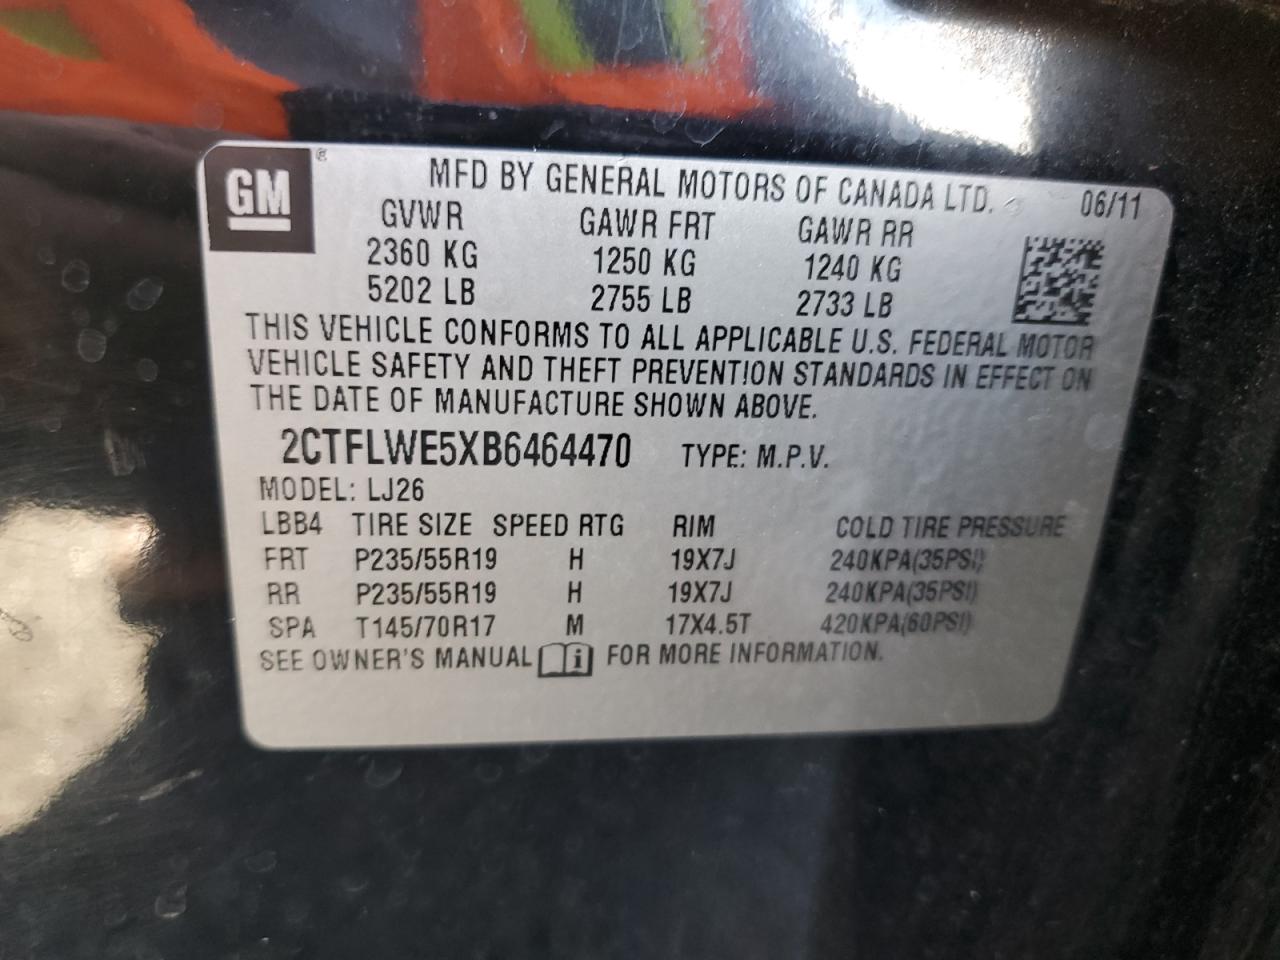 GM ® MFD BY GENERAL MOTORS OF CANADA LTD. 06/11
GVWR GAWR FRT GAWR RR
2360 KG 1250 KG 1240 KG
5202 LB 2755 LB 2733 LB
THIS VEHICLE CONFORMS TO ALL APPLICABLE U.S. FEDERAL MOTOR
VEHICLE SAFETY AND THEFT PREVENTION STANDARDS IN EFFECT ON
THE DATE OF MANUFACTURE SHOWN ABOVE.
2CTFLWE5XB6464470 TYPE: M.P.V.
MODEL: LJ26
LBB4 TIRE SIZE SPEED RTG RIM COLD TIRE PRESSURE
FRT P235/55R19 H 19X7J 240KPA(35PSI)
RR P235/55R19 H 19X7J 240KPA(35PSI)
SPA T145/70R17 M 17X4.5T 420KPA(60PSI)
SEE OWNER'S MANUAL i FOR MORE INFORMATION.